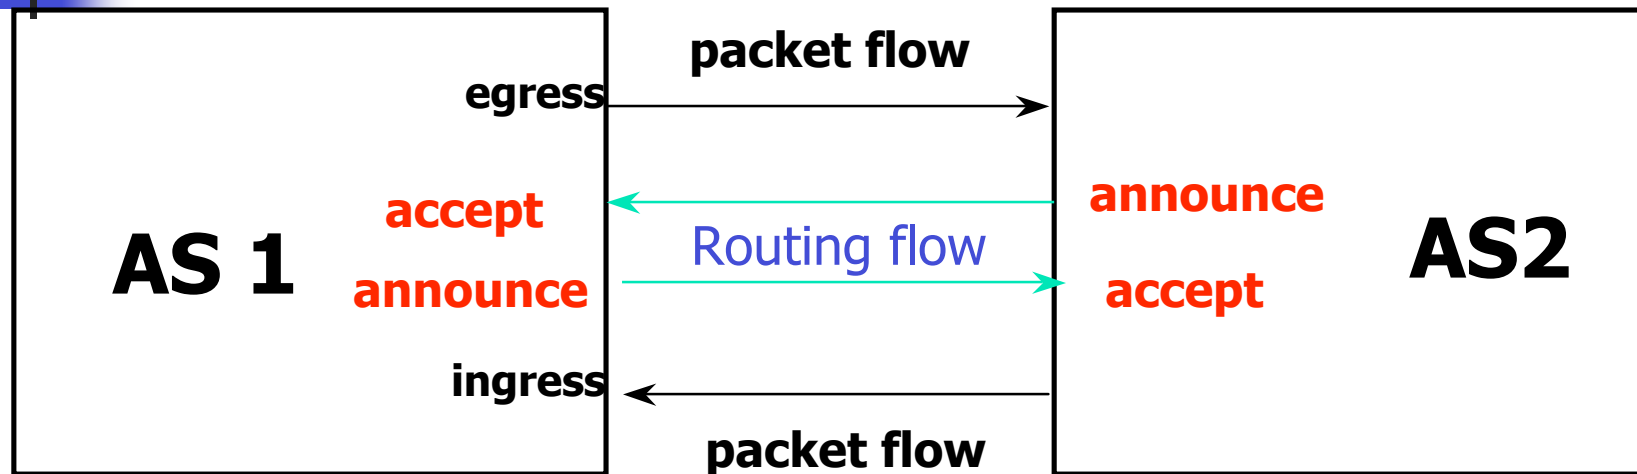 packet flow
egress
accept
announce
Routing flow
AS 1
AS2
announce
accept
ingress
packet flow